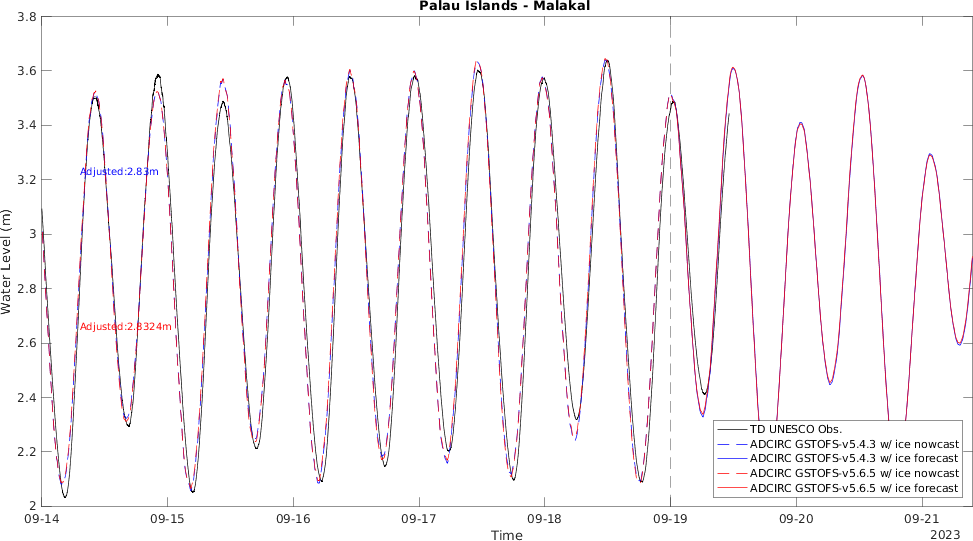 Palau Islands - Malakal
3.8
3.6
3.4
3.2
3
2.8
2.6
2.4
2.2
2
Water Level (m)
Adjusted:2.83m
Adjusted:2.8324m
TD UNESCO Obs.
ADCIRC GSTOFS-v5.4.3 w/ ice nowcast
ADCIRC GSTOFS-v5.4.3 w/ ice forecast
ADCIRC GSTOFS-v5.6.5 w/ ice nowcast
ADCIRC GSTOFS-v5.6.5 w/ ice forecast
09-14 09-15 09-16 09-17 09-18 09-19 09-20 09-21
Time
2023